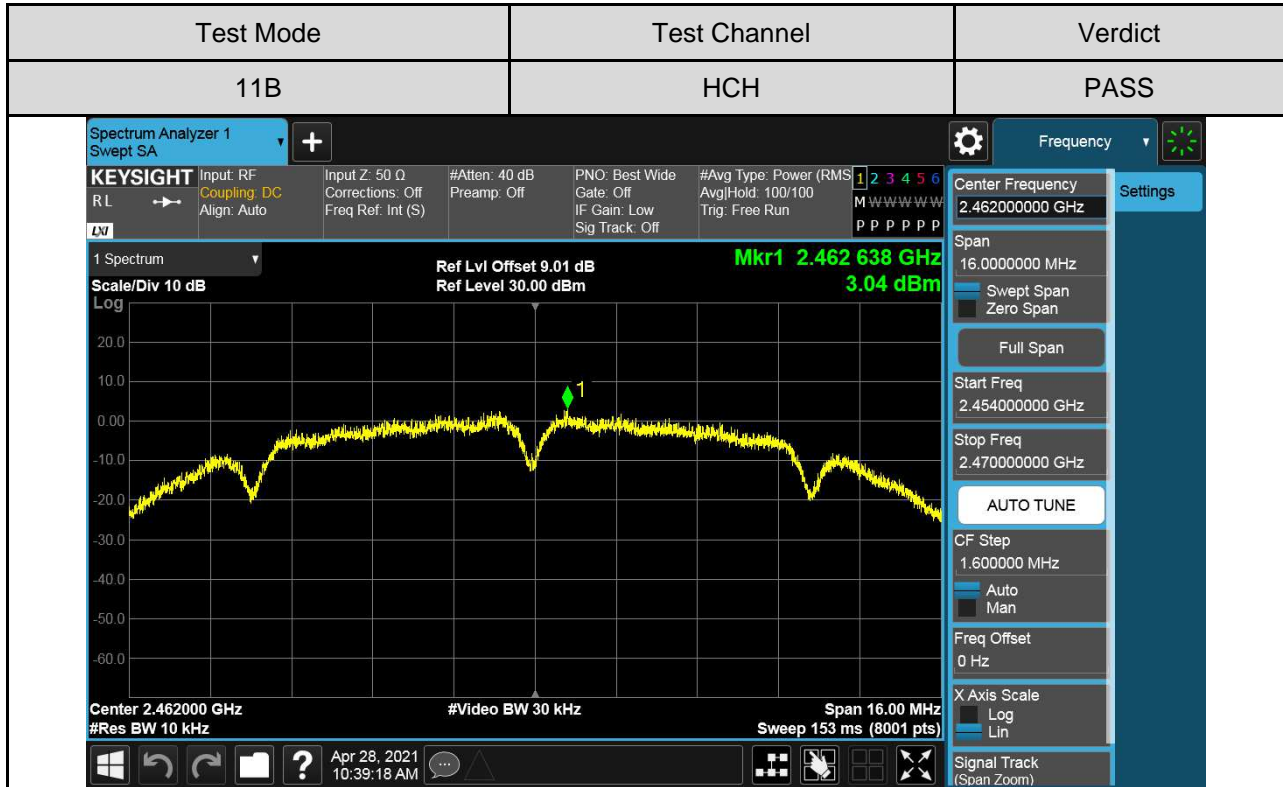 Test Mode Test Channel Verdict
11B HCH PASS
Spectrum Analyzer 1
Swept SA
+
Frequency
KEYSIGHT
RL
LXI
Input: RF
Coupling: DC
Align: Auto
Input Z: 50 Ω
Corrections: Off
Freq Ref: Int (S)
#Atten: 40 dB
Preamp: Off
PNO: Best Wide
Gate: Off
IF Gain: Low
Sig Track: Off
#Avg Type: Power (RMS
Avg|Hold: 100/100
Trig: Free Run
1 2 3 4 5 6
M W W W W W
P P P P P P
1 Spectrum
Scale/Div 10 dB
Log
Ref Lvl Offset 9.01 dB
Ref Level 30.00 dBm
Mkr1 2.462 638 GHz
3.04 dBm
20.0
10.0
1
0.00
-10.0
-20.0
-30.0
-40.0
-50.0
-60.0
Center 2.462000 GHz
#Res BW 10 kHz
#Video BW 30 kHz
Span 16.00 MHz
Sweep 153 ms (8001 pts)
? Apr 28, 2021
10:39:18 AM
Center Frequency
2.462000000 GHz
Settings
Span
16.0000000 MHz
Swept Span
Zero Span
Full Span
Start Freq
2.454000000 GHz
Stop Freq
2.470000000 GHz
AUTO TUNE
CF Step
1.600000 MHz
Auto
Man
Freq Offset
0 Hz
X Axis Scale
Log
Lin
Signal Track
(Span Zoom)